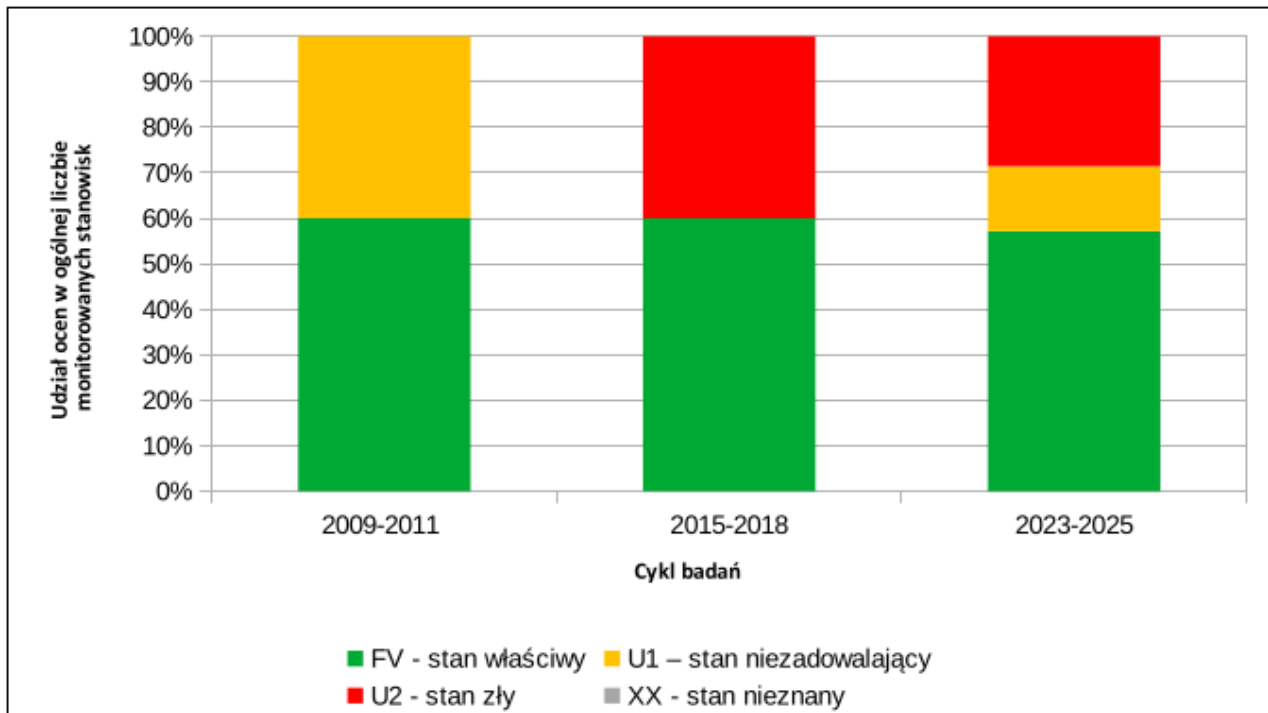 Udział ocen w ogólnej liczbie
monitorowanych stanowisk
100%
90%
80%
70%
60%
50%
40%
30%
20%
10%
0%
2009-2011
2015-2018
2023-2025
Cykl badań
FV - stan właściwy
U1 – stan niezadowalający
U2 - stan zły
XX - stan nieznany